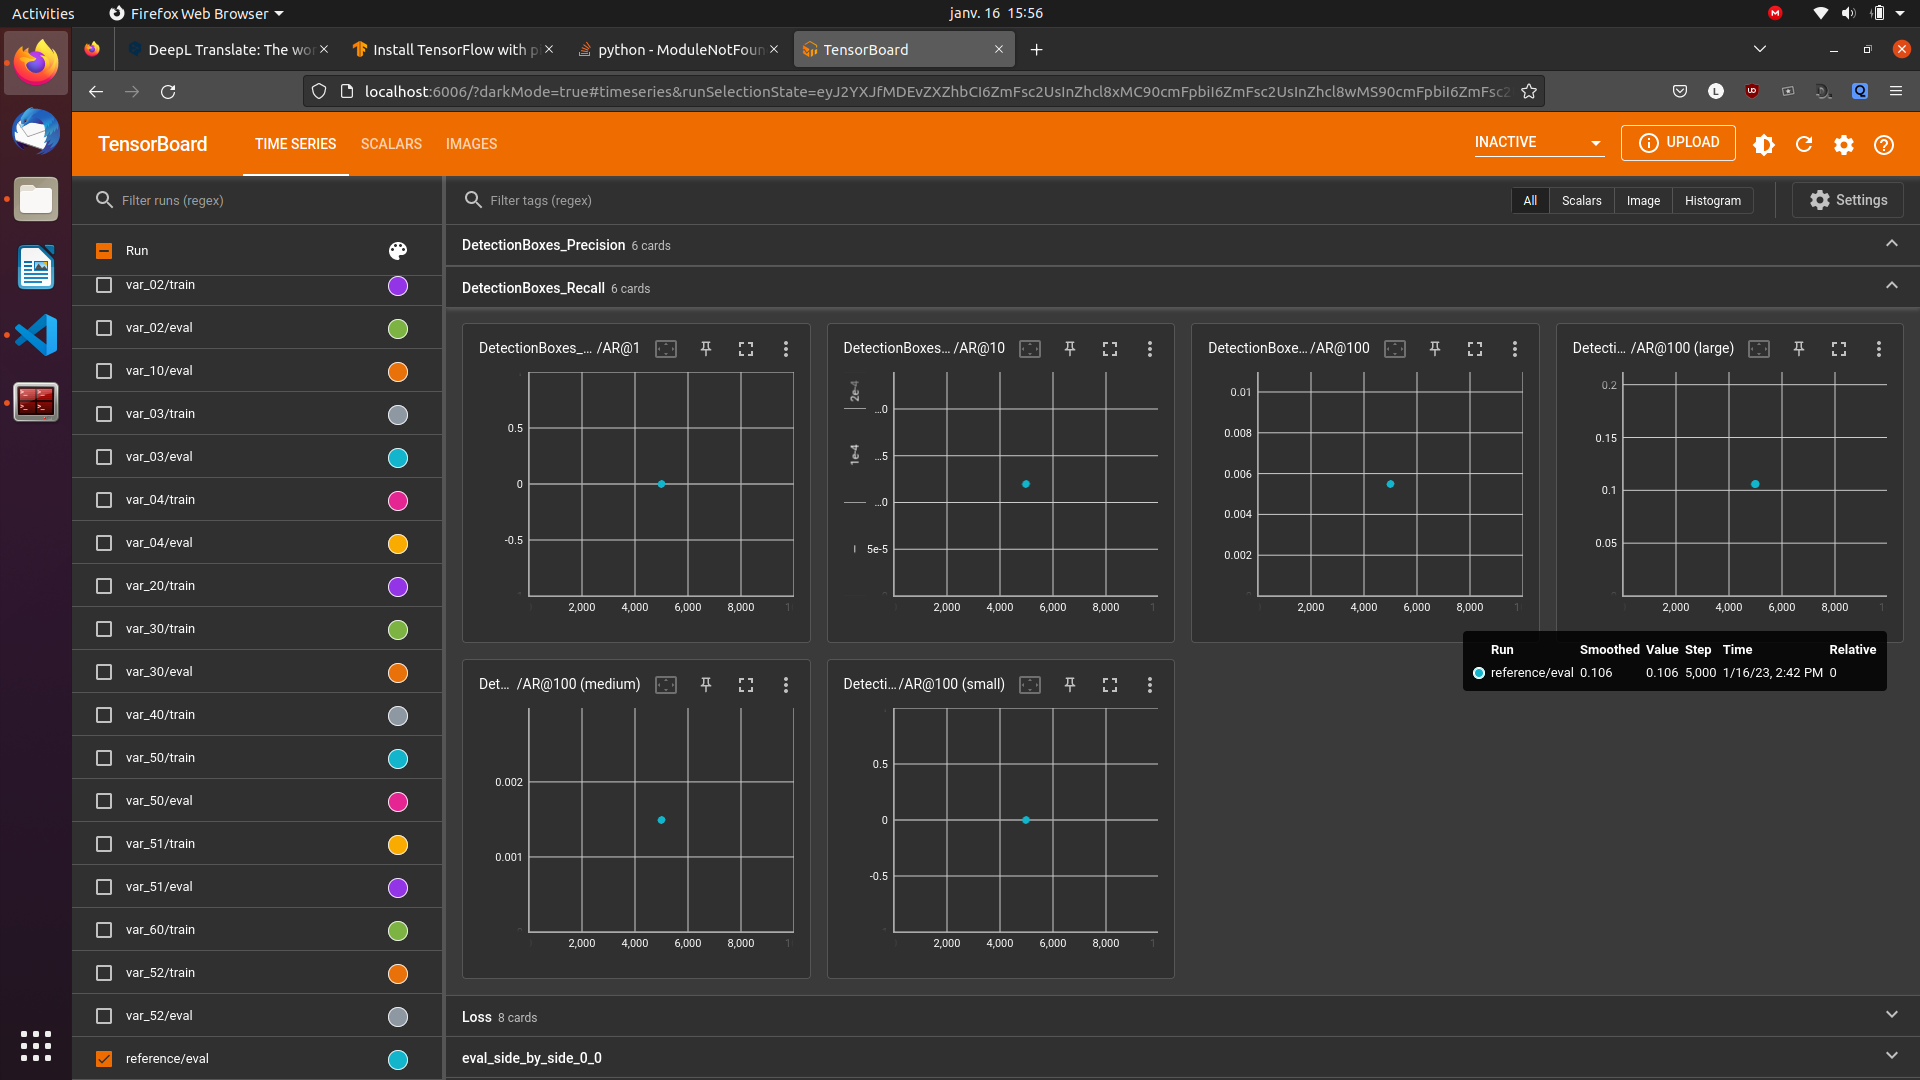 Activities
Firefox Web Browser
janv. 16 15:56
DeepL Translate: The wor
Install TensorFlow with pi
python - ModuleNotFoun
TensorBoard
localhost:6006/?darkMode=true#timeseries&runSelectionState=eyJ2YXJfMDEvZXZhbCI6ZmFsc2UsInZhcl8xMC90cmFpbiI6ZmFsc2UsInZhcl8wMS90cmFpbiI6ZmFsc2
TensorBoard
TIME SERIES
SCALARS
IMAGES
INACTIVE
UPLOAD
Filter runs (regex)
Filter tags (regex)
All
Scalars
Image
Histogram
Settings
Run
var_02/train
var_02/eval
var_10/eval
var_03/train
var_03/eval
var_04/train
var_04/eval
var_20/train
var_30/train
var_30/eval
var_40/train
var_50/train
var_50/eval
var_51/train
var_51/eval
var_60/train
var_52/train
var_52/eval
reference/eval
DetectionBoxes_Precision 6 cards
DetectionBoxes_Recall 6 cards
DetectionBoxes_… /AR@1
0.5
0
-0.5
2,000 4,000 6,000 8,000
DetectionBoxes… /AR@10
2e-4
1e-4
…0
…5
…0
5e-5
2,000 4,000 6,000 8,000
DetectionBoxe… /AR@100
0.01
0.008
0.006
0.004
0.002
2,000 4,000 6,000 8,000
Detecti… /AR@100 (large)
0.2
0.15
0.1
0.05
2,000 4,000 6,000 8,000
Run Smoothed Value Step Time Relative
reference/eval 0.106 0.106 5,000 1/16/23, 2:42 PM 0
Det… /AR@100 (medium)
0.002
0.001
2,000 4,000 6,000 8,000
Detecti… /AR@100 (small)
0.5
0
-0.5
2,000 4,000 6,000 8,000
Loss 8 cards
eval_side_by_side_0_0